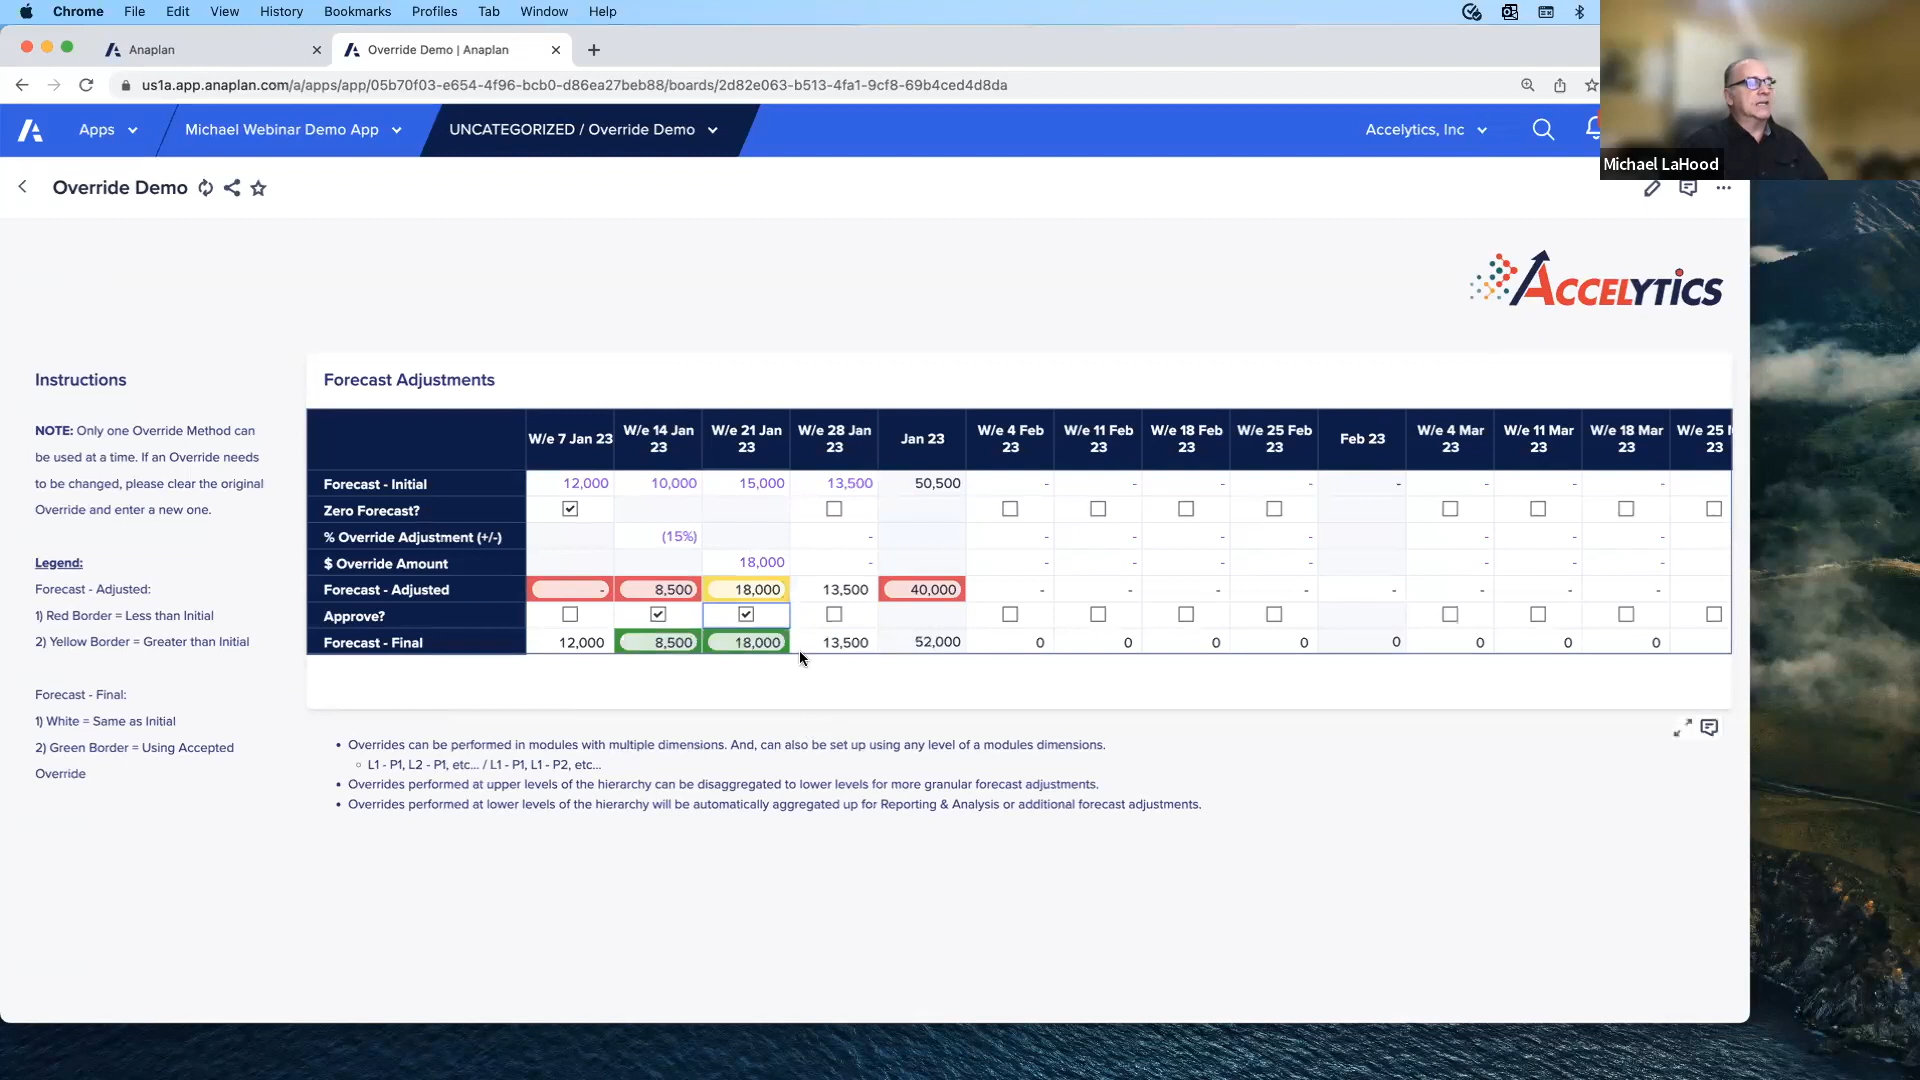 Chrome File Edit View History Bookmarks Profiles Tab Window Help
Anaplan
Override Demo | Anaplan
us1a.app.anaplan.com/a/apps/app/05b70f03-e654-4f96-bcb0-d86ea27beb88/boards/2d82e063-b513-4fa1-9cf8-69b4ced4d8da
Apps Michael Webinar Demo App UNCATEGORIZED / Override Demo Accelytics, Inc
Michael LaHood
Override Demo
ACCELYTICS
Instructions
NOTE: Only one Override Method can
be used at a time. If an Override needs
to be changed, please clear the original
Override and enter a new one.
Legend:
Forecast - Adjusted:
1) Red Border = Less than Initial
2) Yellow Border = Greater than Initial
Forecast - Final:
1) White = Same as Initial
2) Green Border = Using Accepted
Override
Forecast Adjustments
W/e 7 Jan 23 W/e 14 Jan 23 W/e 21 Jan 23 W/e 28 Jan 23 Jan 23 W/e 4 Feb 23 W/e 11 Feb 23 W/e 18 Feb 23 W/e 25 Feb 23 Feb 23 W/e 4 Mar 23 W/e 11 Mar 23 W/e 18 Mar 23 W/e 25 23
Forecast - Initial 12,000 10,000 15,000 13,500 50,500 - - - - - - - -
Zero Forecast?
% Override Adjustment (+/-) (15%) - - - - - - - -
$ Override Amount 18,000 - - - - - - - -
Forecast - Adjusted - 8,500 18,000 13,500 40,000 - - - - - - - -
Approve?
Forecast - Final 12,000 8,500 18,000 13,500 52,000 0 0 0 0 0 0 0 0
• Overrides can be performed in modules with multiple dimensions. And, can also be set up using any level of a modules dimensions.
○ L1 - P1, L2 - P1, etc... / L1 - P1, L1 - P2, etc...
• Overrides performed at upper levels of the hierarchy can be disaggregated to lower levels for more granular forecast adjustments.
• Overrides performed at lower levels of the hierarchy will be automatically aggregated up for Reporting & Analysis or additional forecast adjustments.